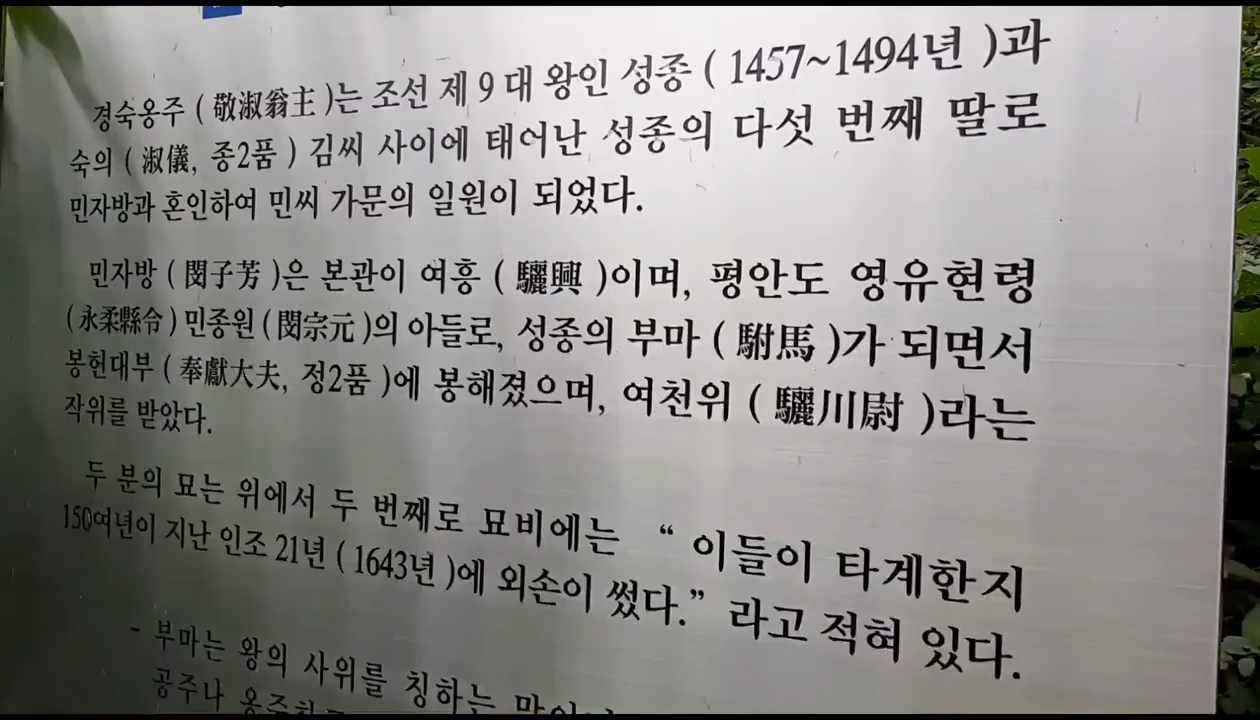 경숙옹주 ( 敬淑翁主 )는 조선 제 9 대 왕인 성종 ( 1457~1494년 )과
숙의 ( 淑儀, 종2품 ) 김씨 사이에 태어난 성종의 다섯 번째 딸로
민자방과 혼인하여 민씨 가문의 일원이 되었다.
민자방 ( 閔子芳 )은 본관이 여흥 ( 驪興 )이며, 평안도 영유현령
( 永柔縣令 ) 민종원 ( 閔宗元 )의 아들로, 성종의 부마 ( 駙馬 )가 되면서
봉헌대부 ( 奉獻大夫, 정2품 )에 봉해졌으며, 여천위 ( 驪川尉 )라는
작위를 받았다.
두 분의 묘는 위에서 두 번째로 묘비에는 “ 이들이 타계한지
150여년이 지난 인조 21년 ( 1643년 )에 외손이 썼다.” 라고 적혀 있다.
- 부마는 왕의 사위를 칭하는
공주나